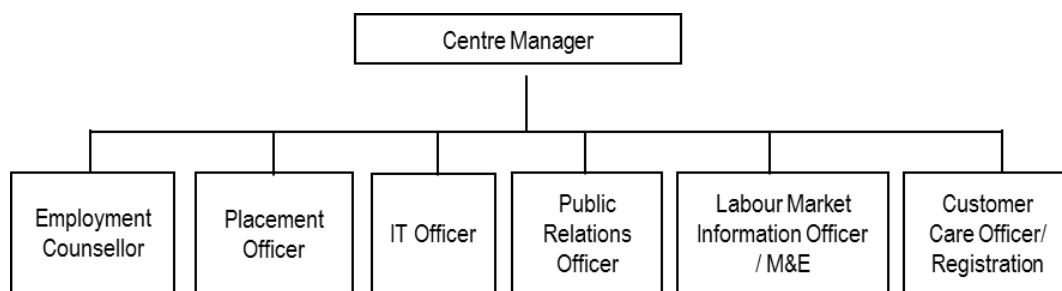 Centre Manager
Employment
Counsellor
Placement
Officer
IT Officer
Public
Relations
Officer
Labour Market
Information Officer
/ M&E
Customer
Care Officer/
Registration